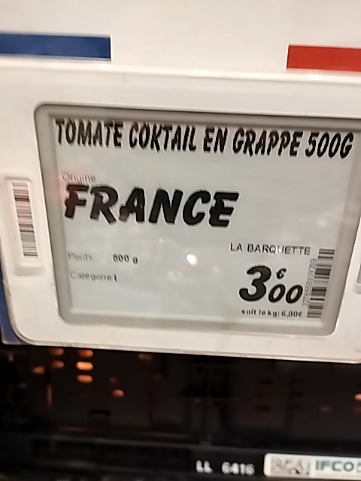 TOMATE COKTAIL EN GRAPPE 500G
Origine
FRANCE
LA BARQUETTE
Poids 500 g
Catégorie I
3€00
soit le kg: 6,00€
LL 6416 IFCO